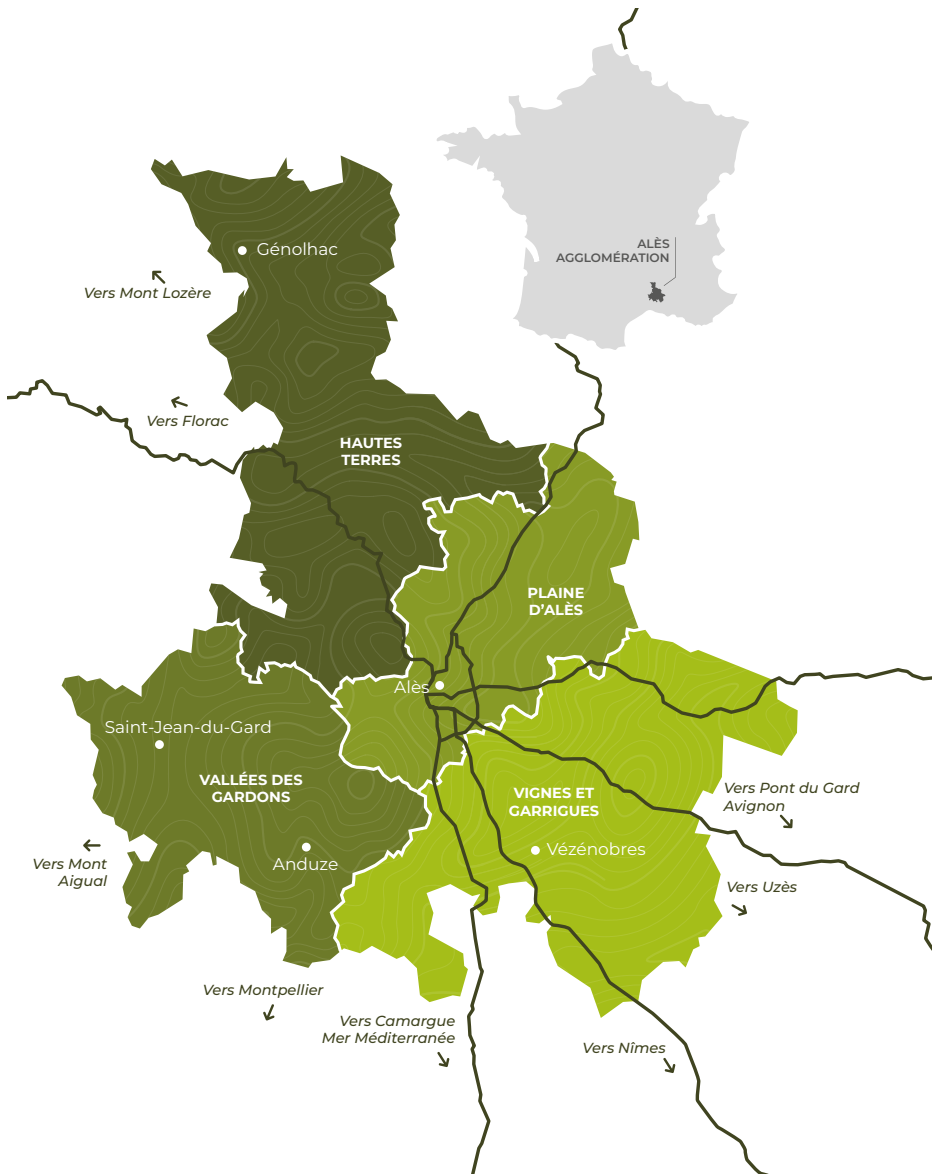 ALÈS
AGGLOMÉRATION
Génolhac
Vers Mont Lozère
Vers Florac
HAUTES
TERRES
PLAINE
D'ALÈS
Alès
Saint-Jean-du-Gard
VALLÉES DES
GARDONS
VIGNES ET
GARRIGUES
Vers Pont du Gard
Avignon
Vézénobres
Anduze
Vers Mont
Aigual
Vers Uzès
Vers Montpellier
Vers Camargue
Mer Méditerranée
Vers Nîmes